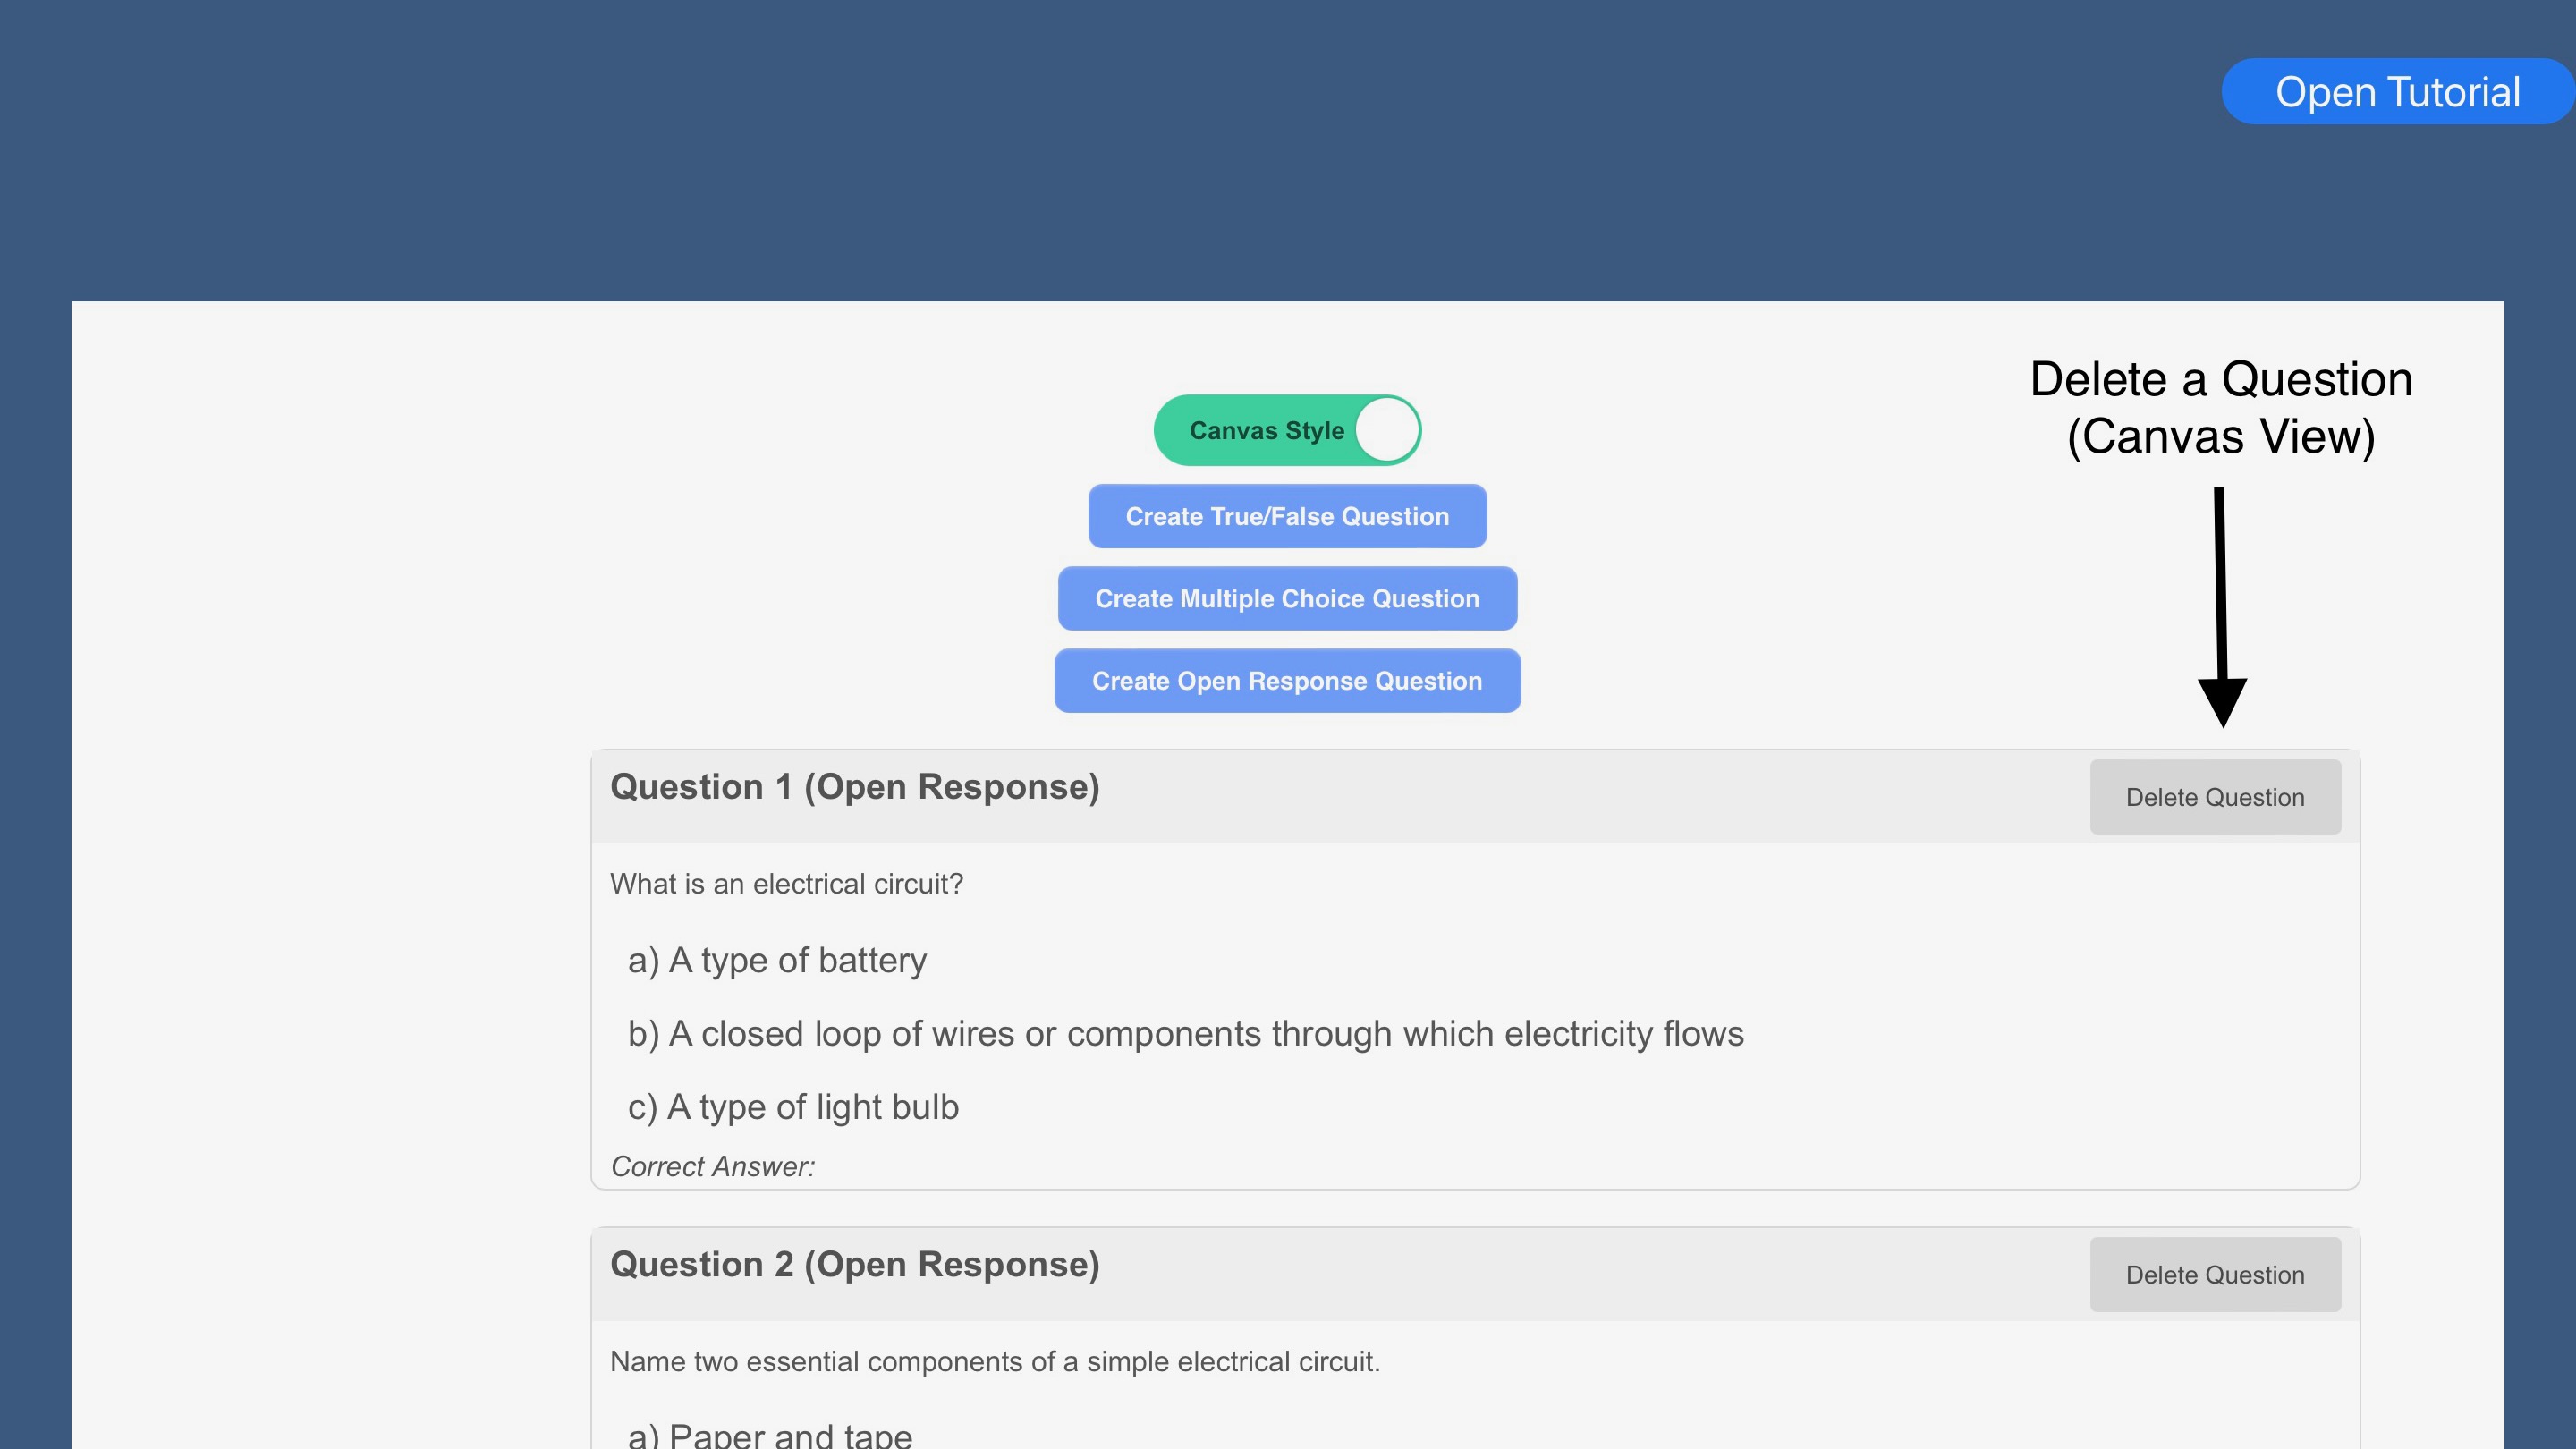 Open Tutorial
Delete a Question
(Canvas View)
Canvas Style
Create True/False Question
Create Multiple Choice Question
Create Open Response Question
Question 1 (Open Response)
Delete Question
What is an electrical circuit?
a) A type of battery
b) A closed loop of wires or components through which electricity flows
c) A type of light bulb
Correct Answer:
Question 2 (Open Response)
Delete Question
Name two essential components of a simple electrical circuit.
a) Paper and tape